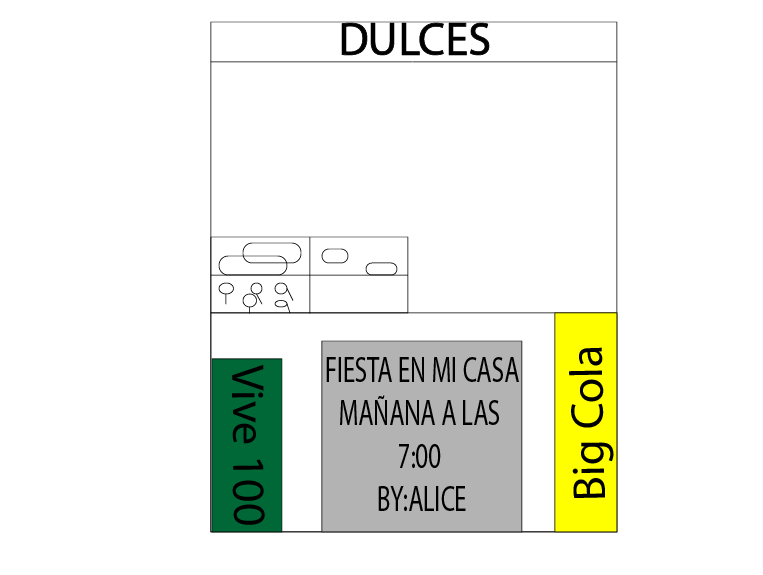 DULCES
Vive 100
FIESTA EN MI CASA
MAÑANA A LAS
7:00
BY:ALICE
Big Cola